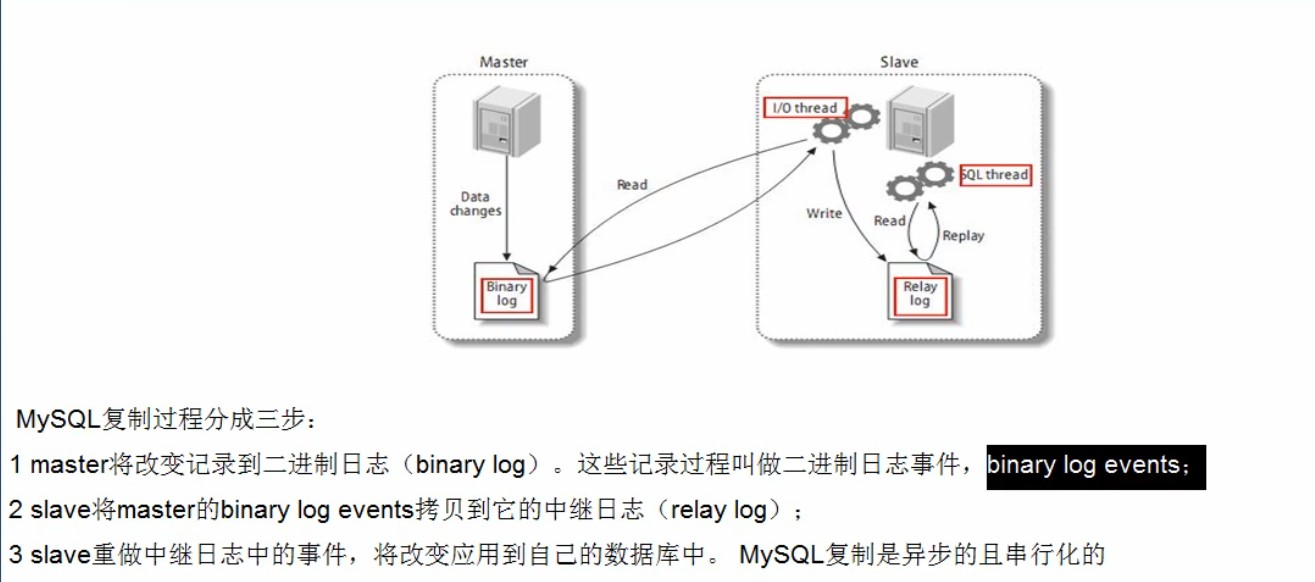 Master
Slave
I/O thread
SQL thread
Data
changes
Read
Write
Read
Replay
Binary
log
Relay
log
MySQL复制过程分成三步：
1 master将改变记录到二进制日志（binary log）。这些记录过程叫做二进制日志事件，binary log events；
2 slave将master的binary log events拷贝到它的中继日志（relay log）；
3 slave重做中继日志中的事件，将改变应用到自己的数据库中。 MySQL复制是异步的且串行化的